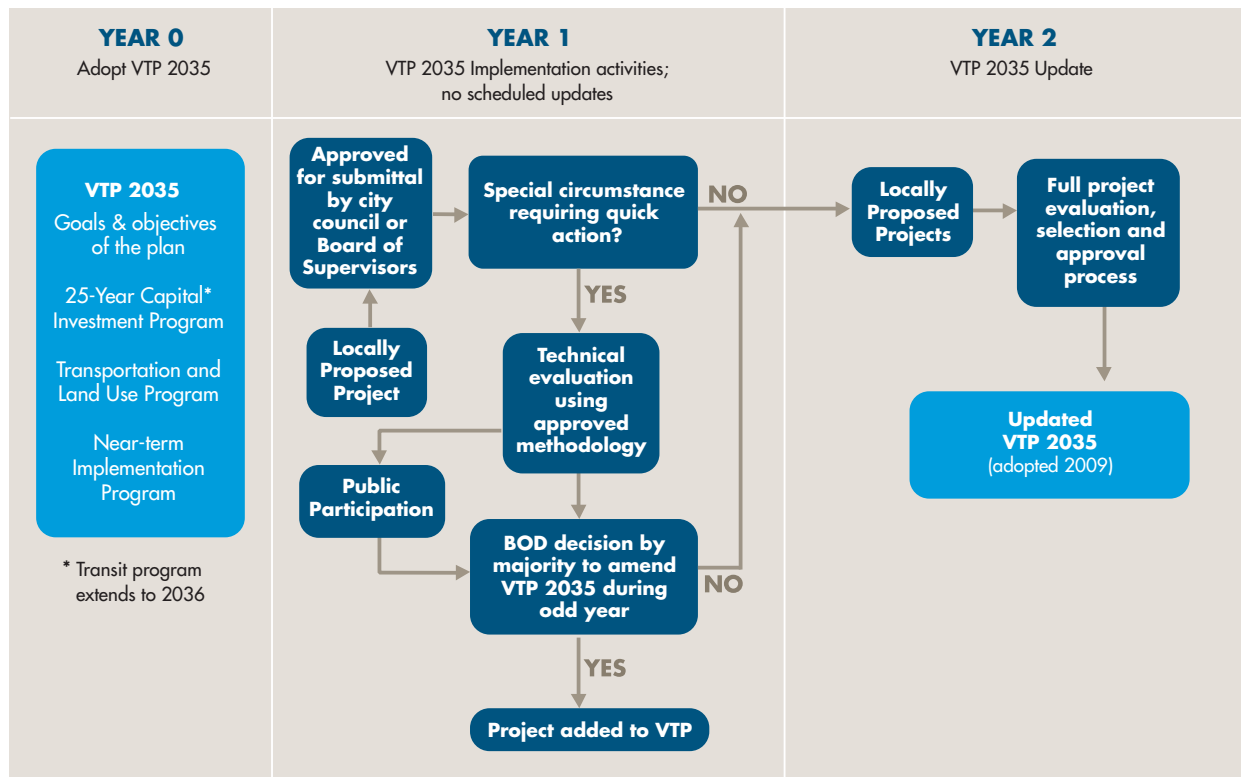 YEAR 0
Adopt VTP 2035
YEAR 1
VTP 2035 Implementation activities;
no scheduled updates
YEAR 2
VTP 2035 Update
VTP 2035
Goals & objectives
of the plan
25-Year Capital*
Investment Program
Transportation and
Land Use Program
Near-term
Implementation
Program
* Transit program
extends to 2036
Approved
for submittal
by city
council or
Board of
Supervisors
Locally
Proposed
Project
Special circumstance
requiring quick
action?
NO
YES
Technical
evaluation
using
approved
methodology
Public
Participation
BOD decision by
majority to amend
VTP 2035 during
odd year
NO
YES
Project added to VTP
Locally
Proposed
Projects
Full project
evaluation,
selection and
approval
process
Updated
VTP 2035
(adopted 2009)